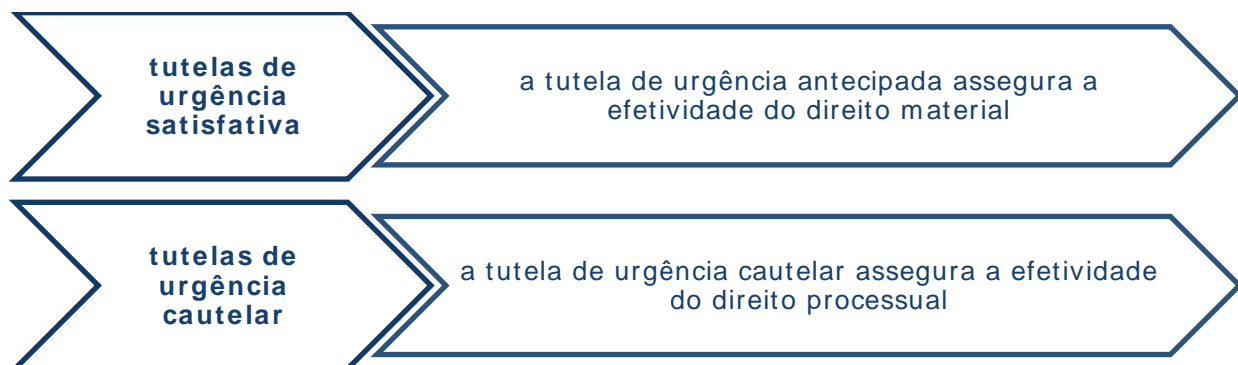 tutelas de
urgência
satisfativa
a tutela de urgência antecipada assegura a
efetividade do direito material
tutelas de
urgência
cautelar
a tutela de urgência cautelar assegura a efetividade
do direito processual